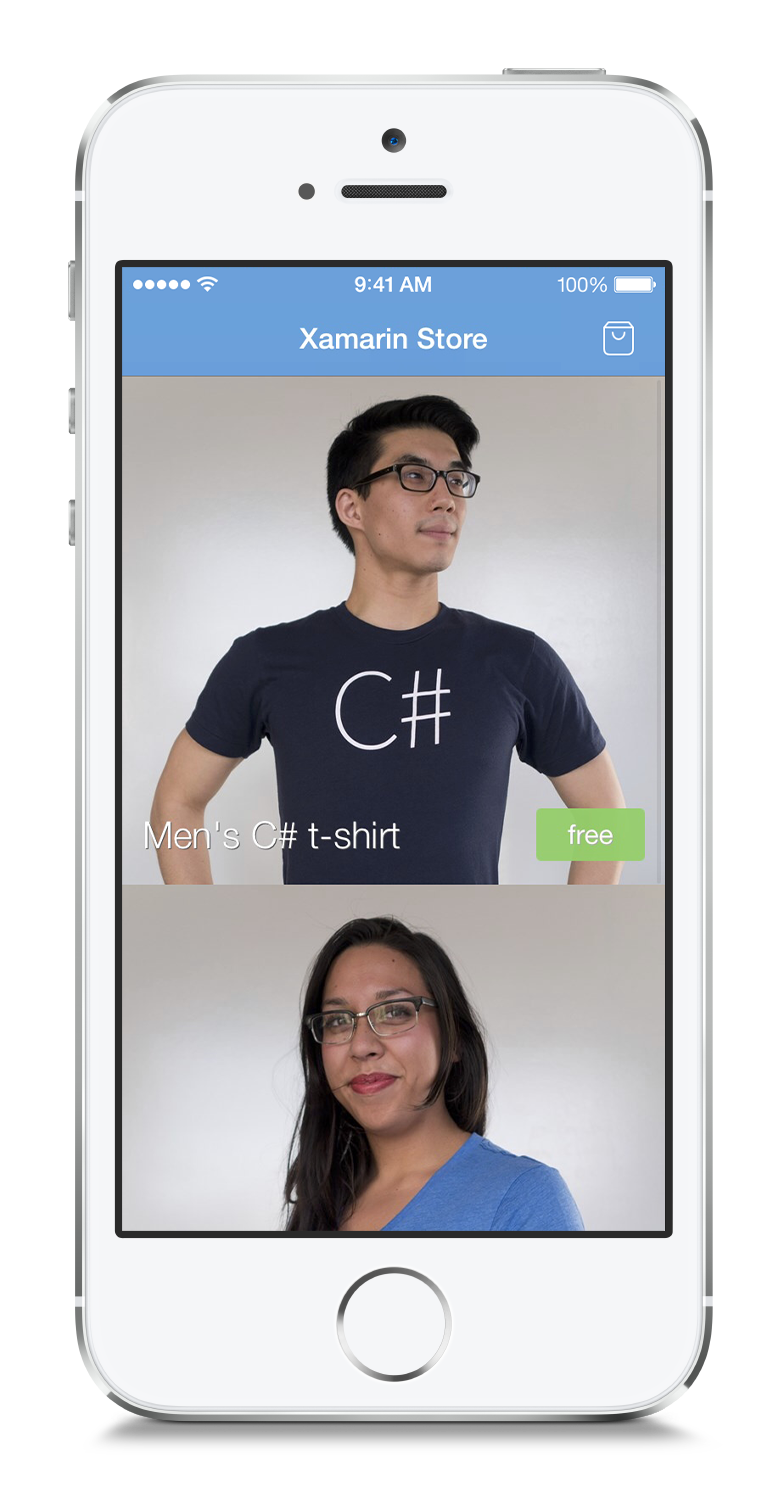 9:41 AM 100%
Xamarin Store
C#
Men's C# t-shirt free